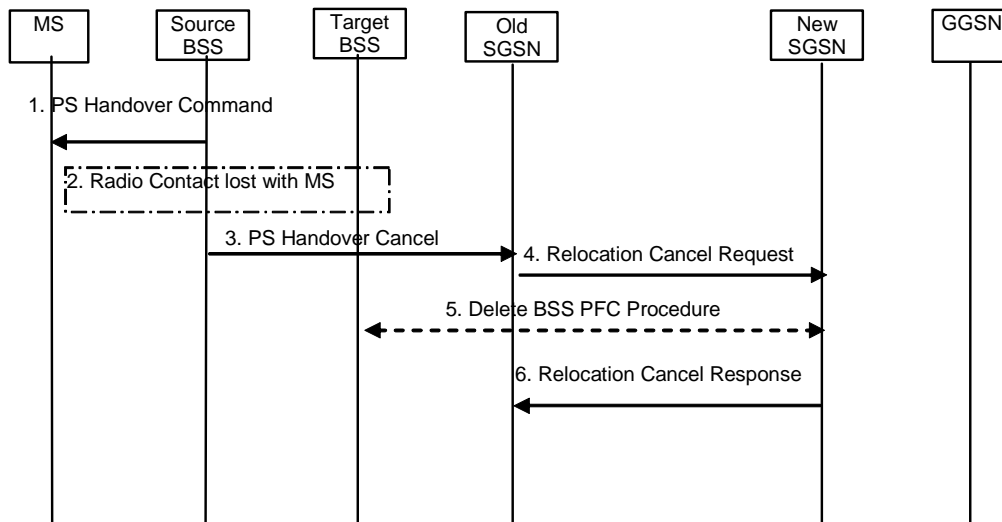 MS
Source
BSS
Target
BSS
Old
SGSN
New
SGSN
GGSN
1. PS Handover Command
2. Radio Contact lost with MS
3. PS Handover Cancel
4. Relocation Cancel Request
5. Delete BSS PFC Procedure
6. Relocation Cancel Response